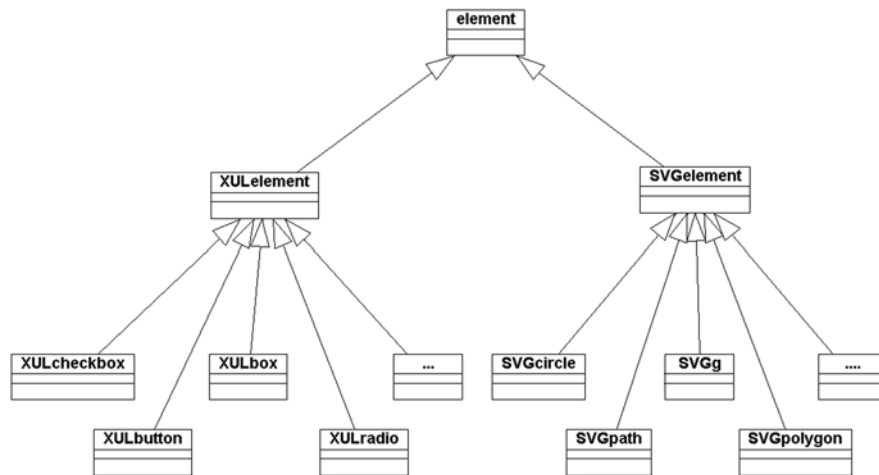 element
XULelement
SVGelement
XULcheckbox
XULbox
...
SVGcircle
SVGg
....
XULbutton
XULradio
SVGpath
SVGpolygon